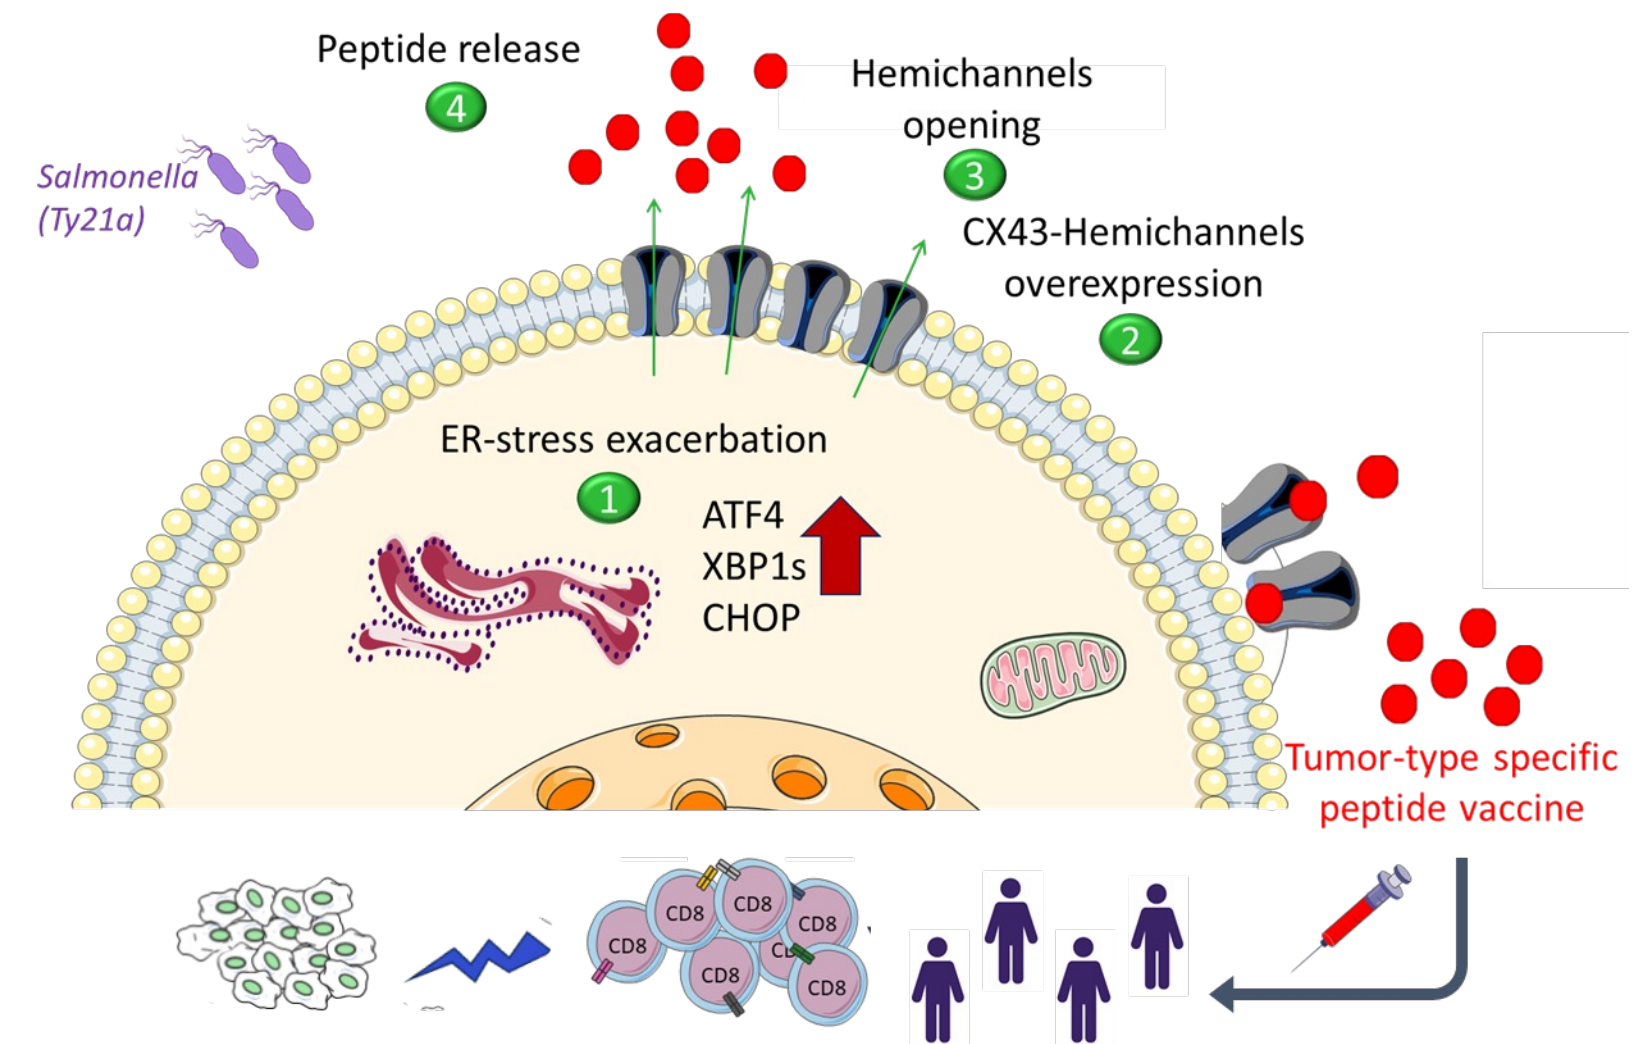 Peptide release
4
Hemichannels
opening
3
Salmonella
(Ty21a)
CX43-Hemichannels
overexpression
2
ER-stress exacerbation
1
ATF4
XBP1s
CHOP
Tumor-type specific
peptide vaccine
CD8
CD8
CD8
CD8
CD8
CD
CD8